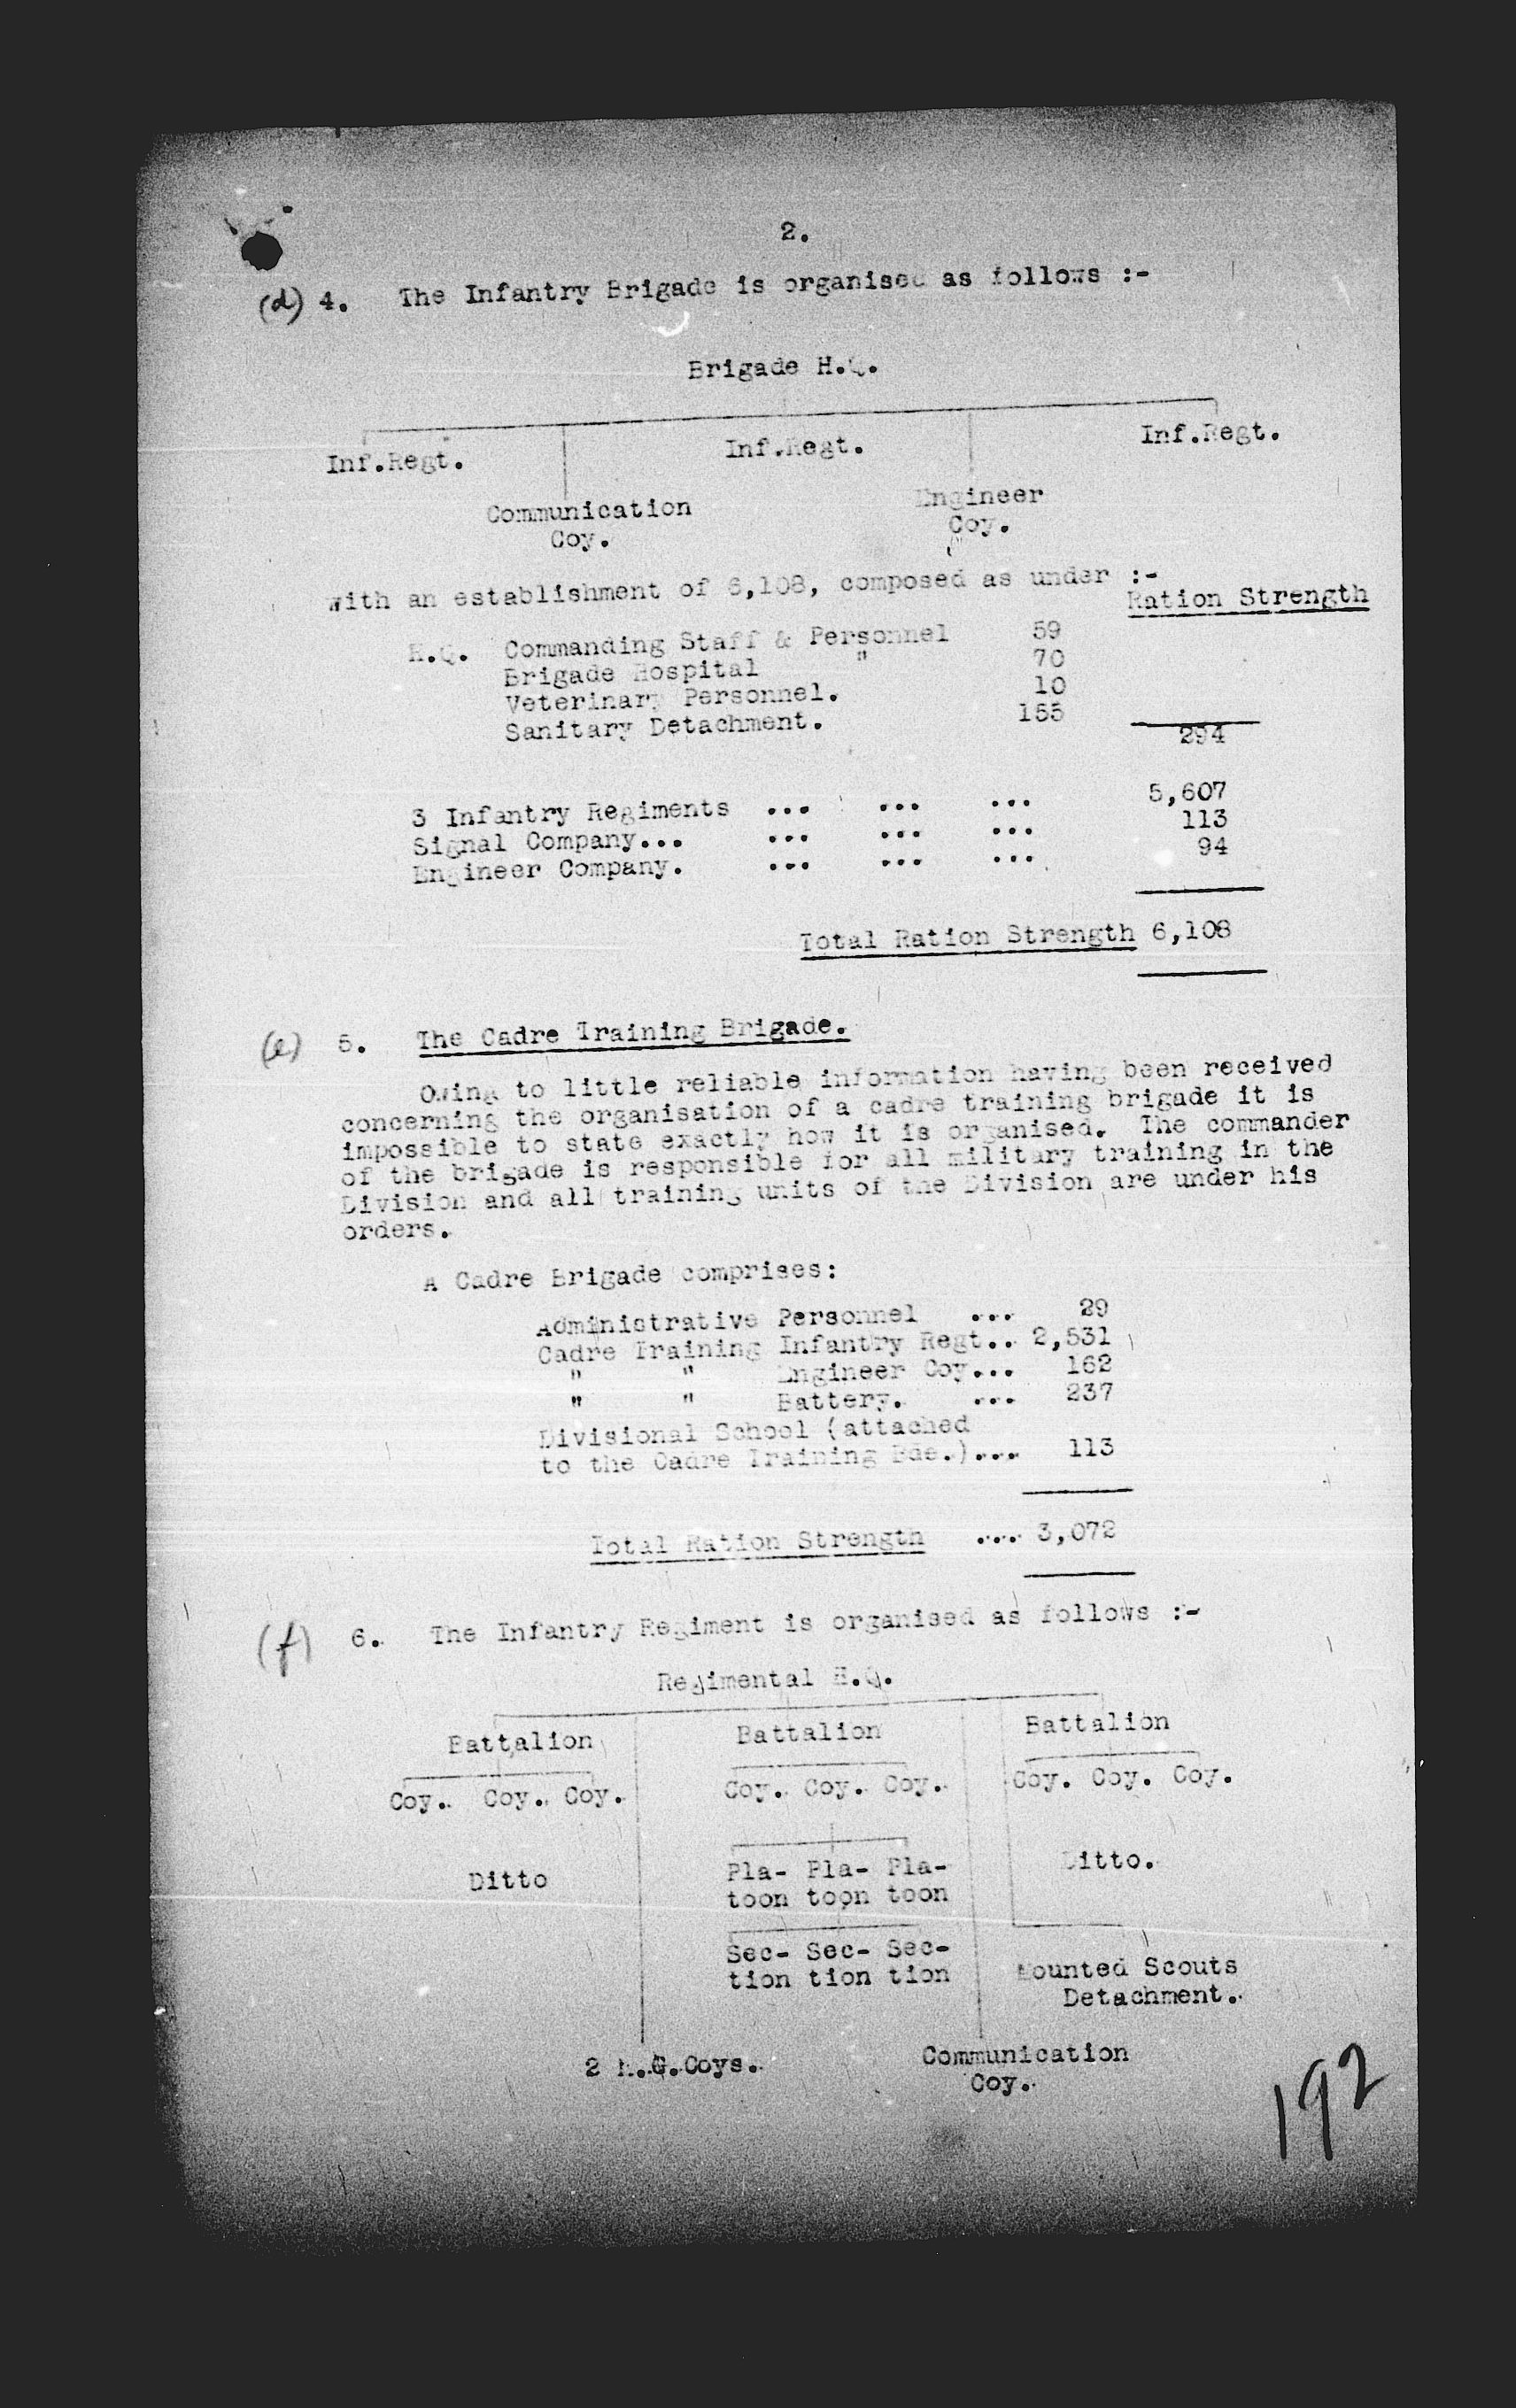 2.
(d) 4. The Infantry Brigade is organised as follows :-
Brigade H.Q.
Inf.Regt. Inf.Regt. Inf.Regt.
Communication Coy. Engineer Coy.
with an establishment of 6,108, composed as under :-
Ration Strength
H.Q. Commanding Staff & Personnel 59
Brigade Hospital " 70
Veterinary Personnel. 10
Sanitary Detachment. 155
294
3 Infantry Regiments ... ... ... 5,607
Signal Company... ... ... ... 113
Engineer Company. ... ... ... 94
Total Ration Strength 6,108
(e) 5. The Cadre Training Brigade.
Owing to little reliable information having been received
concerning the organisation of a cadre training brigade it is
impossible to state exactly how it is organised. The commander
of the brigade is responsible for all military training in the
Division and all training units of the Division are under his
orders.
A Cadre Brigade comprises:
Administrative Personnel ... 29
Cadre Training Infantry Regt.. 2,531
" " Engineer Coy... 162
" " Battery. ... 237
Divisional School (attached
to the Cadre Training Bde.).... 113
Total Ration Strength .... 3,072
(f) 6. The Infantry Regiment is organised as follows :-
Regimental H.Q.
Battalion Battalion Battalion
Coy. Coy. Coy. Coy. Coy. Coy. Coy. Coy. Coy.
Ditto Pla- Pla- Pla- Ditto.
toon toon toon
Sec- Sec- Sec-
tion tion tion
Mounted Scouts
Detachment.
2 M.G.Coys. Communication
Coy.
192